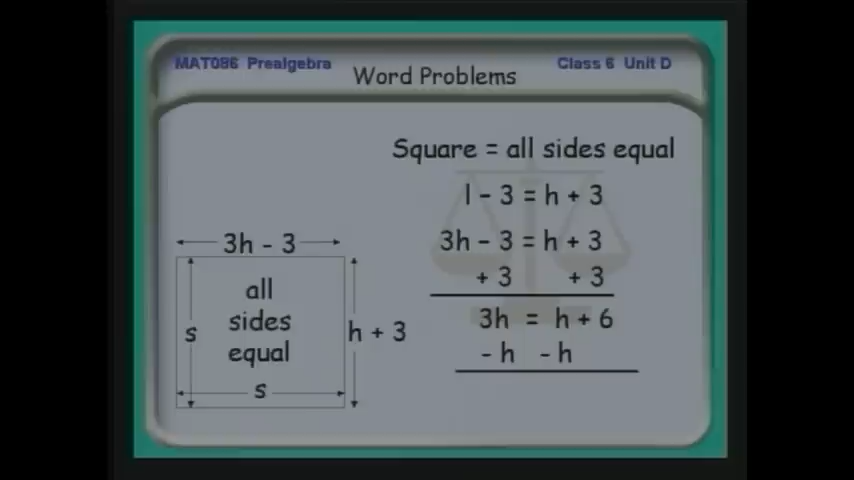 MAT086 Prealgebra
Word Problems
Class 6 Unit D
Square = all sides equal
l - 3 = h + 3
3h - 3 = h + 3
+ 3 + 3
3h = h + 6
- h - h
3h - 3
all
sides
equal
s
h + 3
s